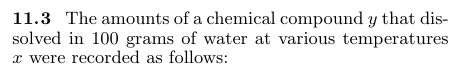 11.3 The amounts of a chemical compound y that dis-
solved in 100 grams of water at various temperatures
x were recorded as follows: